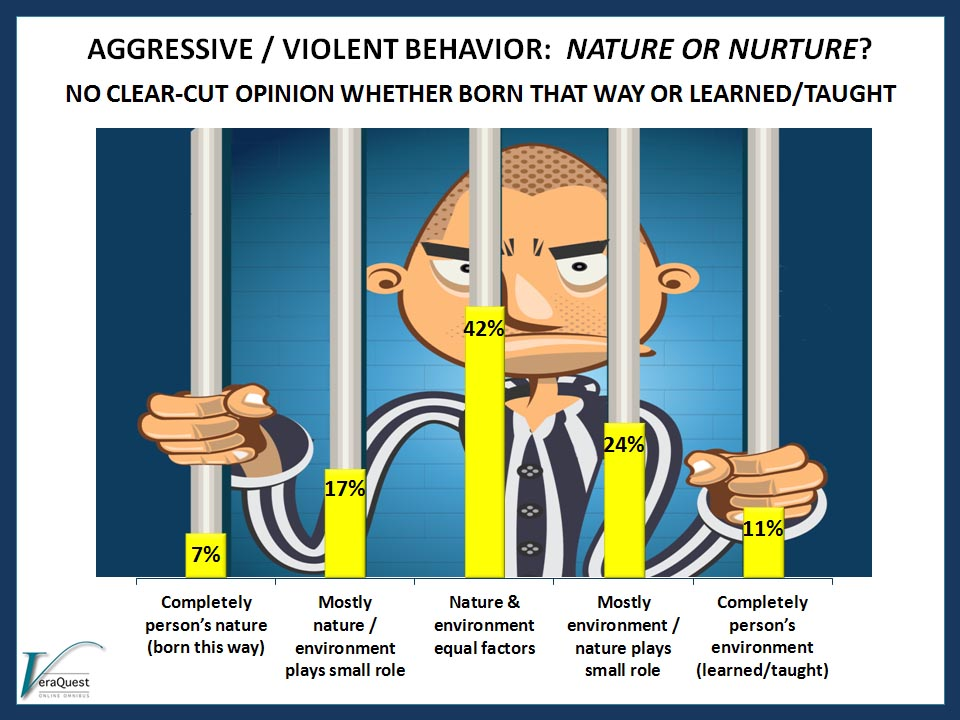 AGGRESSIVE / VIOLENT BEHAVIOR: NATURE OR NURTURE?
NO CLEAR-CUT OPINION WHETHER BORN THAT WAY OR LEARNED/TAUGHT
7%
17%
42%
24%
11%
Completely
person's nature
(born this way)
Mostly
nature /
environment
plays small role
Nature &
environment
equal factors
Mostly
environment /
nature plays
small role
Completely
person's
environment
(learned/taught)
VeraQuest
ONLINE OMNIBUS